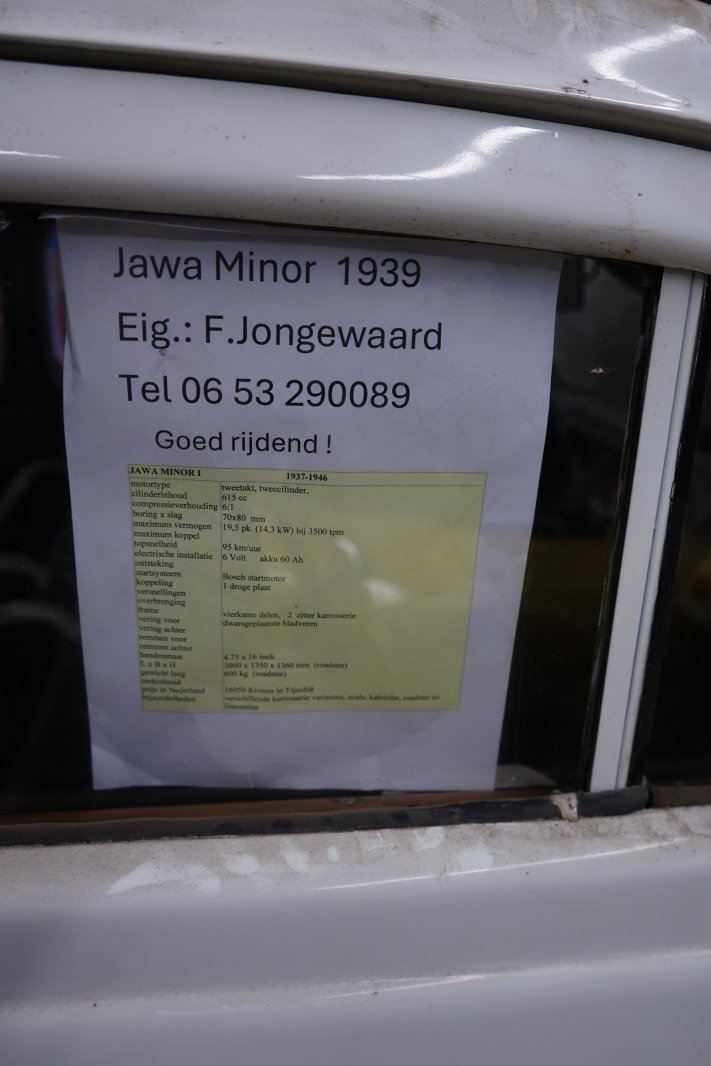 Jawa Minor 1939
Eig.: F.Jongewaard
Tel 06 53 290089
Goed rijdend !
JAWA MINOR I 1937-1946
motortype tweetakt, tweecilinder,
cilinderinhoud 615 cc
compressieverhouding 6:1
boring x slag 70x80 mm
maximum vermogen 19,5 pk (14,3 kW) bij 3500 tpm
maximum koppel
topsnelheid 95 km/uur
electrische installatie 6 Volt akku 60 Ah
ontsteking
startsysteem Bosch startmotor
koppeling 1 droge plaat
versnellingen
overbrenging
frame vierkante delen, 2 zitter karrosserie
vering voor dwarsgeplaatste bladveren
vering achter
remmen voor
remmen achter
bandenmaat 4.75 x 16 inch
L x B x H 3000 x 1350 x 1360 mm (roadster)
gewicht leeg 600 kg (roadster)
tankinhoud
prijs in Nederland 16950 Kronen in Tsjechië
bijzonderheden verschillende karrosserie varianten, zoals; kabriolet, roadster en
limousine